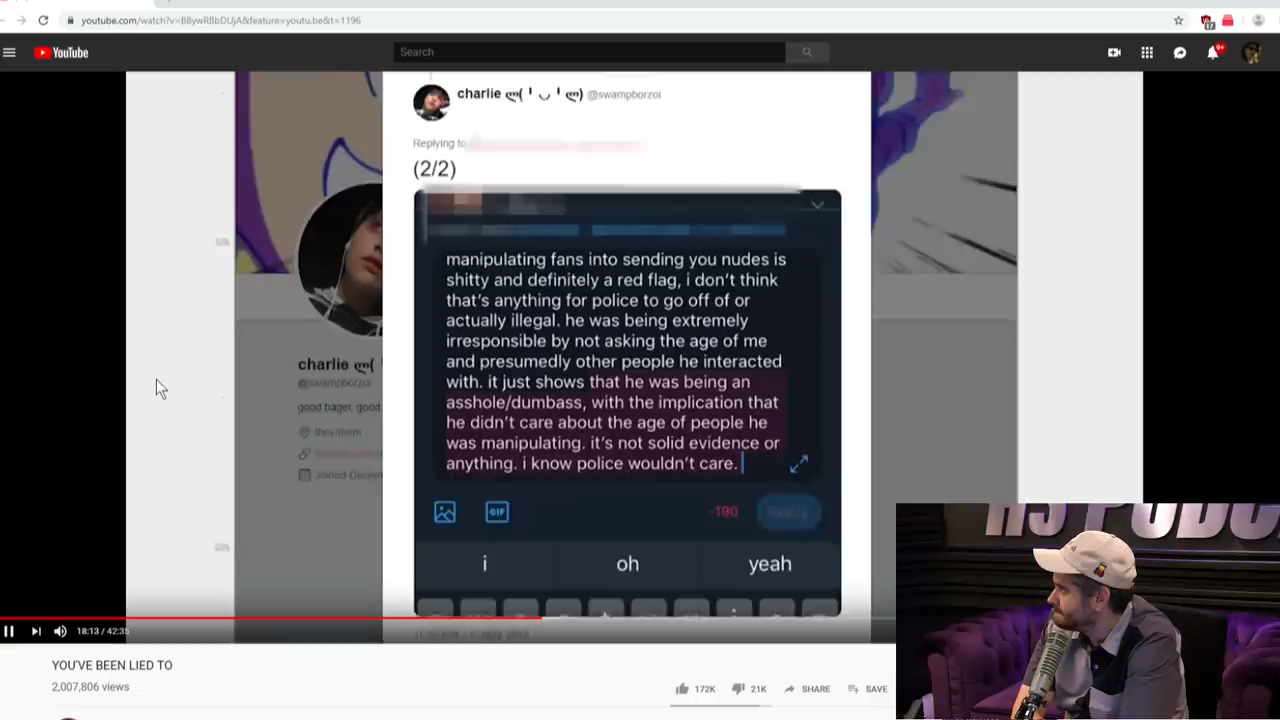 youtube.com/watch?v=BBywRBbDUjA&feature=youtu.be&t=1196
17
YouTube
Search
9+
charlie ლ( ╹ ◡ ╹ ლ) @swampborzoi
Replying to
(2/2)
manipulating fans into sending you nudes is
shitty and definitely a red flag, i don't think
that's anything for police to go off of or
actually illegal. he was being extremely
irresponsible by not asking the age of me
and presumedly other people he interacted
with. it just shows that he was being an
asshole/dumbass, with the implication that
he didn't care about the age of people he
was manipulating. it's not solid evidence or
anything. i know police wouldn't care.
GIF
-190
Reply
i
oh
yeah
charlie ლ( ╹
@swampborzoi
good bagel. good
they/them
Joined Decem
18:13 / 42:35
YOU'VE BEEN LIED TO
2,007,806 views
172K
21K
SHARE
SAVE
H3 PODC